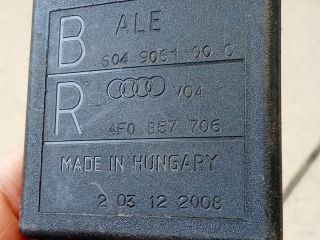 B ALE
604 9061 00 C
R V04
4F0 857 706
MADE IN HUNGARY
2 03 12 2008